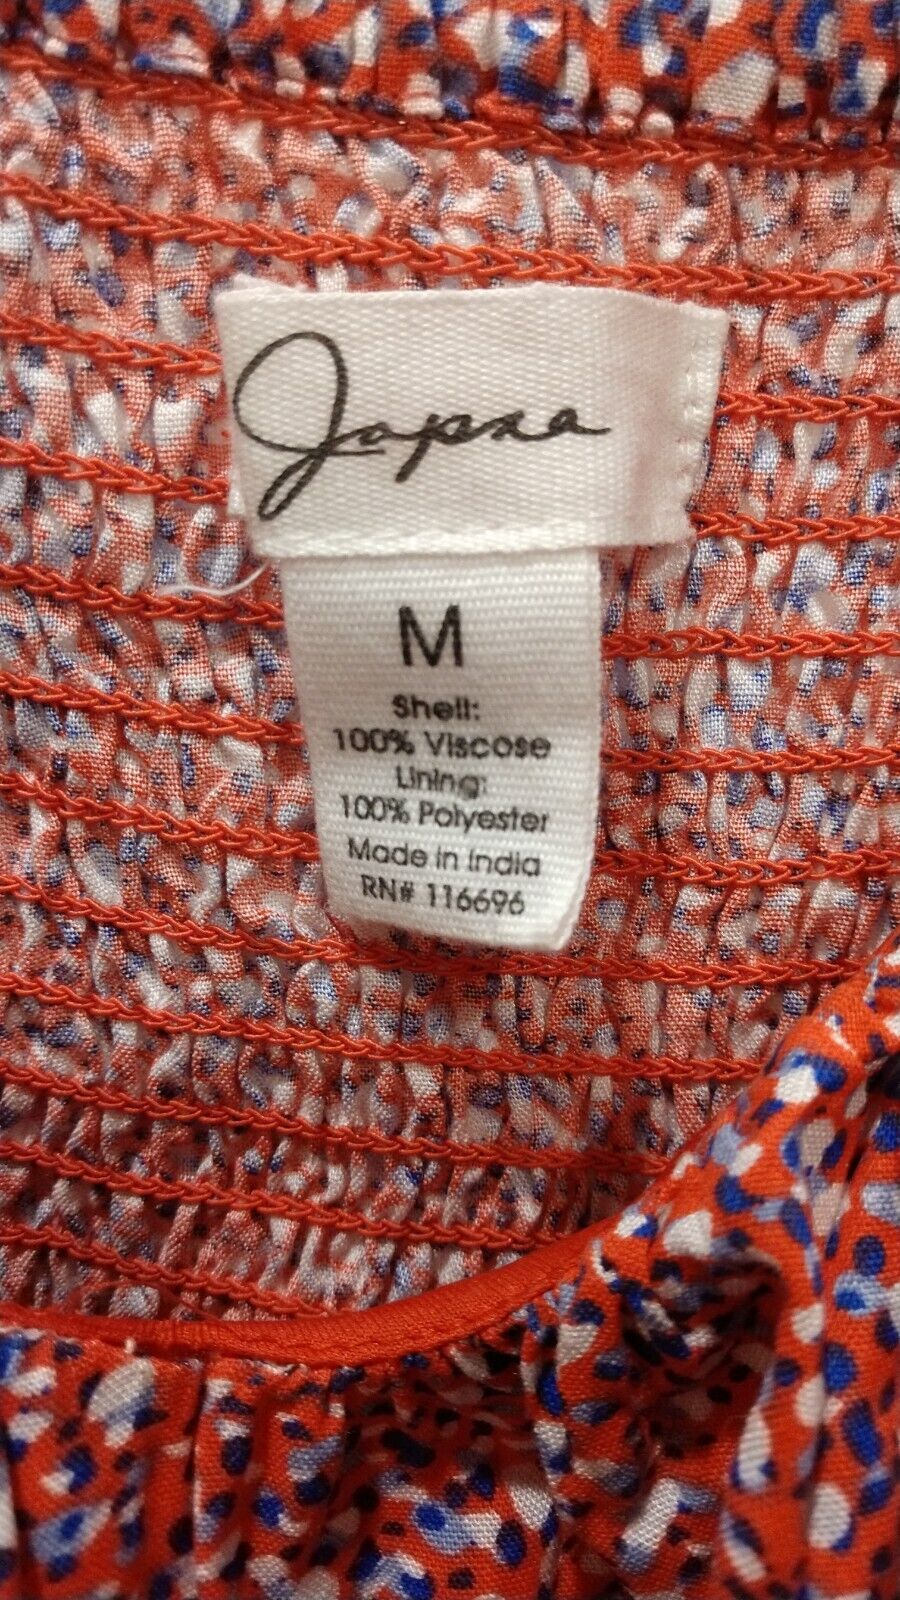 Japna
M
Shell:
100% Viscose
Lining:
100% Polyester
Made in India
RN# 116696